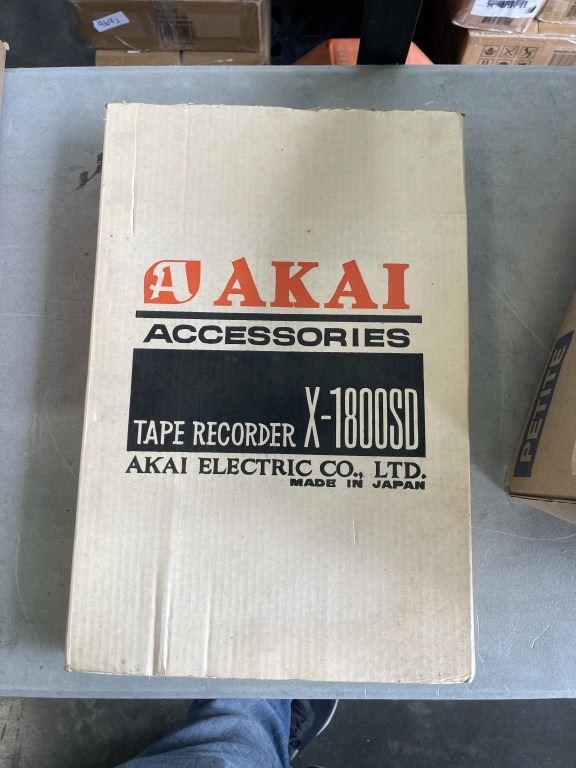 A AKAI
ACCESSORIES
TAPE RECORDER X-1800SD
AKAI ELECTRIC CO., LTD.
MADE IN JAPAN
PETITE